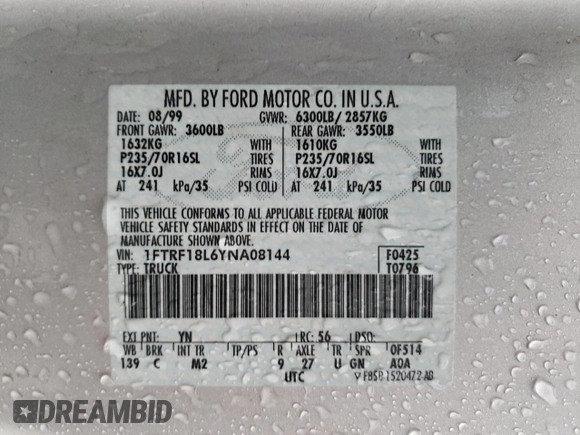 MFD. BY FORD MOTOR CO. IN U.S.A.
DATE: 08/99 GVWR: 6300LB/ 2857KG
FRONT GAWR: 3600LB REAR GAWR: 3550LB
1632KG WITH 1610KG WITH
P235/70R16SL TIRES P235/70R16SL TIRES
16X7.0J RIMS 16X7.0J RIMS
AT 241 kPa/35 PSI COLD AT 241 kPa/35 PSI COLD
THIS VEHICLE CONFORMS TO ALL APPLICABLE FEDERAL MOTOR
VEHICLE SAFETY STANDARDS IN EFFECT ON THE DATE OF
MANUFACTURE SHOWN ABOVE
VIN: 1FTRF18L6YNA08144 F0425
TYPE: TRUCK T0796
EXT PNT: YN RC: 56 DSO:
WB BRK INT TR TP/PS R AXLE TR SPR OF514
139 C M2 9 27 U GN AOA
UTC F85B-1520472-AB
DREAMBID